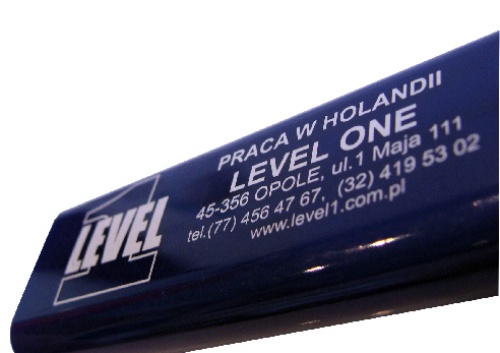 1
LEVEL
PRACA W HOLANDII
LEVEL ONE
45-356 OPOLE, ul.1 Maja 111
tel.(77) 456 47 67, (32) 419 53 02
www.level1.com.pl